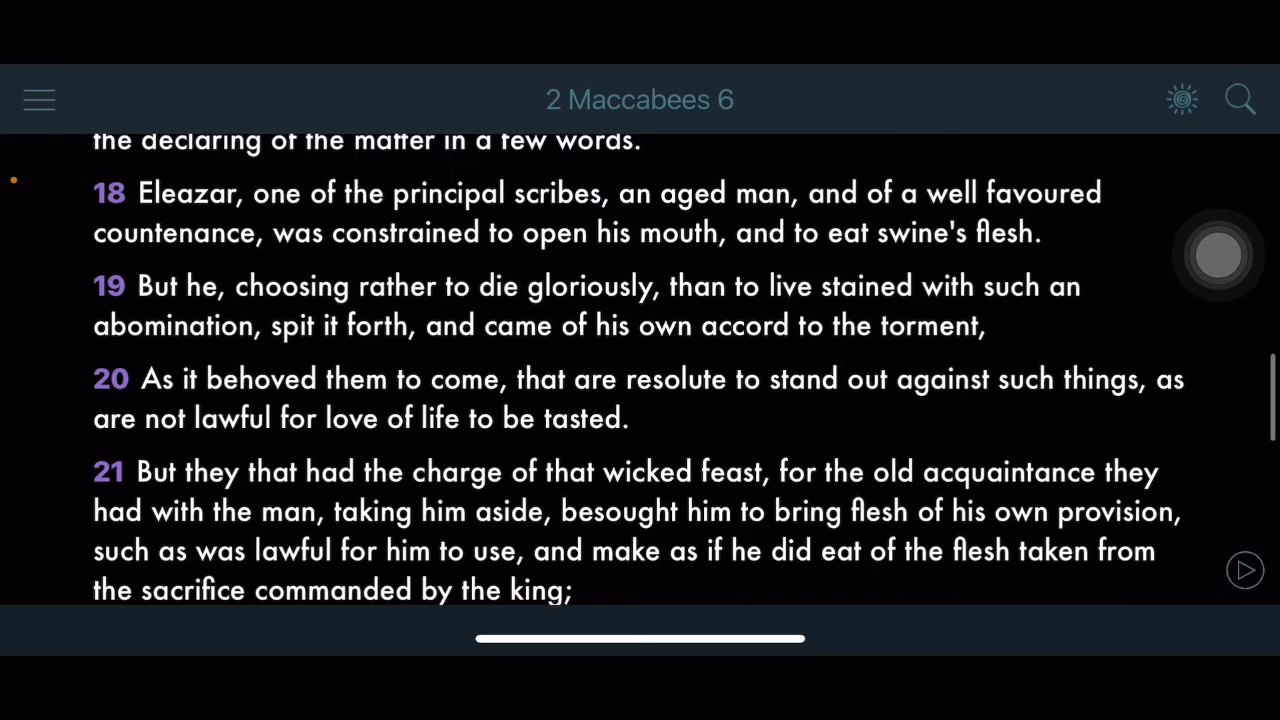 2 Maccabees 6
the declaring of the matter in a few words.
18 Eleazar, one of the principal scribes, an aged man, and of a well favoured
countenance, was constrained to open his mouth, and to eat swine's flesh.
19 But he, choosing rather to die gloriously, than to live stained with such an
abomination, spit it forth, and came of his own accord to the torment,
20 As it behoved them to come, that are resolute to stand out against such things, as
are not lawful for love of life to be tasted.
21 But they that had the charge of that wicked feast, for the old acquaintance they
had with the man, taking him aside, besought him to bring flesh of his own provision,
such as was lawful for him to use, and make as if he did eat of the flesh taken from
the sacrifice commanded by the king;